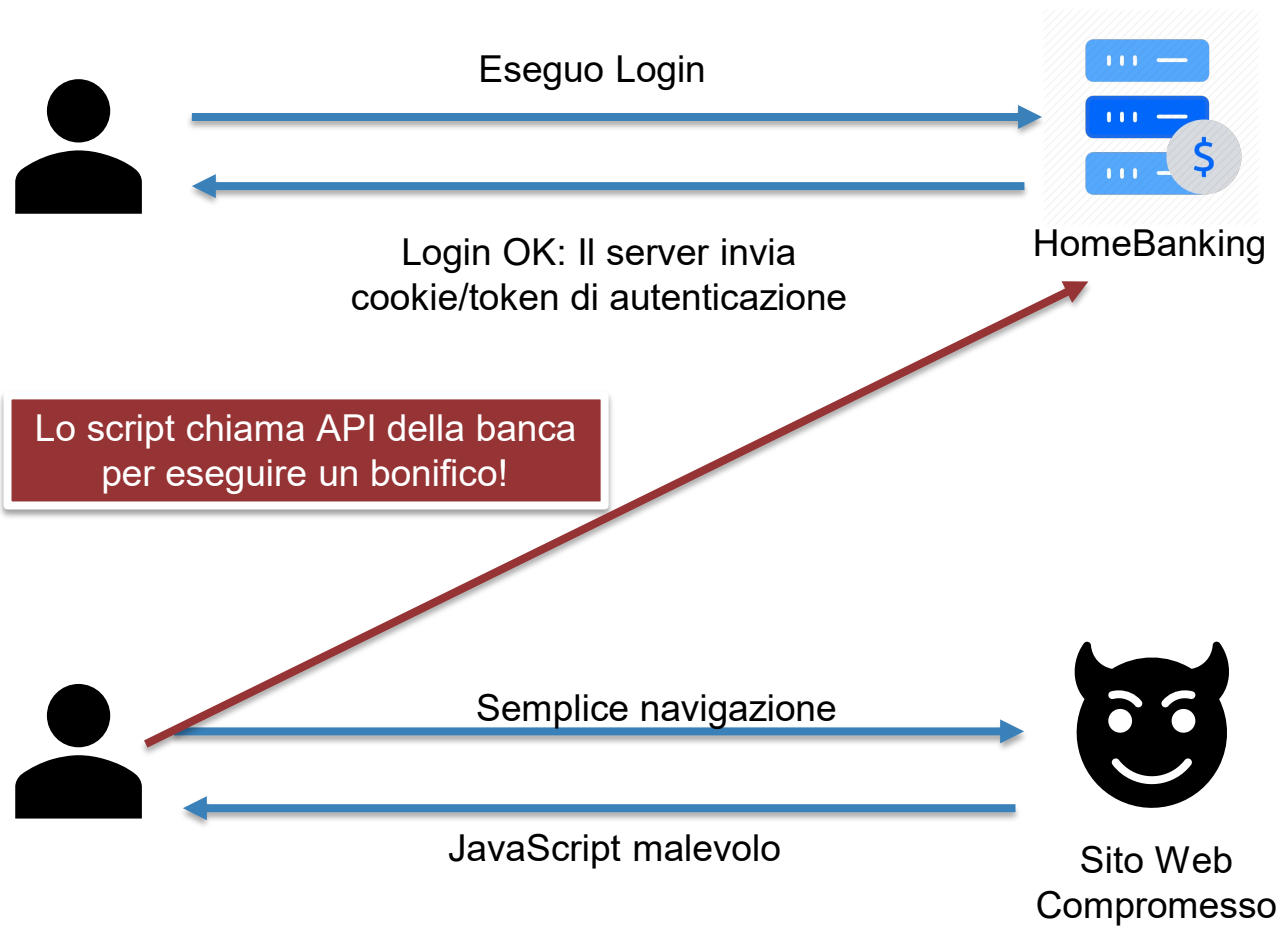 Eseguo Login
$
HomeBanking
Login OK: Il server invia
cookie/token di autenticazione
Lo script chiama API della banca
per eseguire un bonifico!
Semplice navigazione
JavaScript malevolo
Sito Web
Compromesso